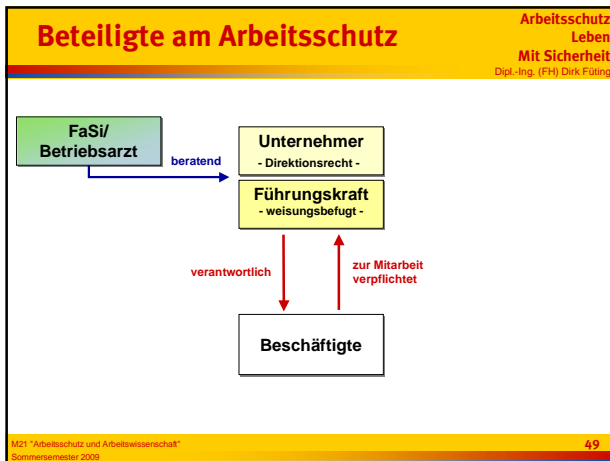 Beteiligte am Arbeitsschutz
Arbeitsschutz
Leben
Mit Sicherheit
Dipl.-Ing. (FH) Dirk Füting
FaSi/
Betriebsarzt
beratend
Unternehmer
- Direktionsrecht -
Führungskraft
- weisungsbefugt -
verantwortlich
zur Mitarbeit
verpflichtet
Beschäftigte
M21 "Arbeitsschutz und Arbeitswissenschaft"
Sommersemester 2009
49